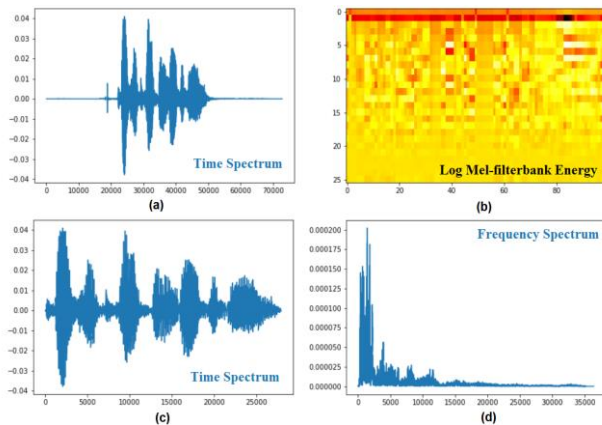 0.04
0.03
0.02
0.01
0.00
−0.01
−0.02
−0.03
−0.04
Time Spectrum
0 10000 20000 30000 40000 50000 60000 70000
(a)
0
5
10
15
20
25
Log Mel-filterbank Energy
0 20 40 60 80
(b)
0.04
0.03
0.02
0.01
0.00
−0.01
−0.02
−0.03
−0.04
Time Spectrum
0 5000 10000 15000 20000 25000
(c)
Frequency Spectrum
0.000200
0.000175
0.000150
0.000125
0.000100
0.000075
0.000050
0.000025
0.000000
0 5000 10000 15000 20000 25000 30000 35000
(d)